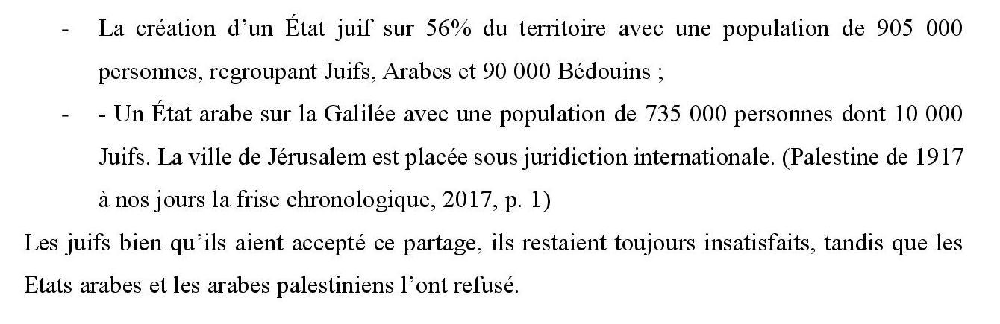 - La création d’un État juif sur 56% du territoire avec une population de 905 000
personnes, regroupant Juifs, Arabes et 90 000 Bédouins ;
- - Un État arabe sur la Galilée avec une population de 735 000 personnes dont 10 000
Juifs. La ville de Jérusalem est placée sous juridiction internationale. (Palestine de 1917
à nos jours la frise chronologique, 2017, p. 1)
Les juifs bien qu’ils aient accepté ce partage, ils restaient toujours insatisfaits, tandis que les
Etats arabes et les arabes palestiniens l’ont refusé.